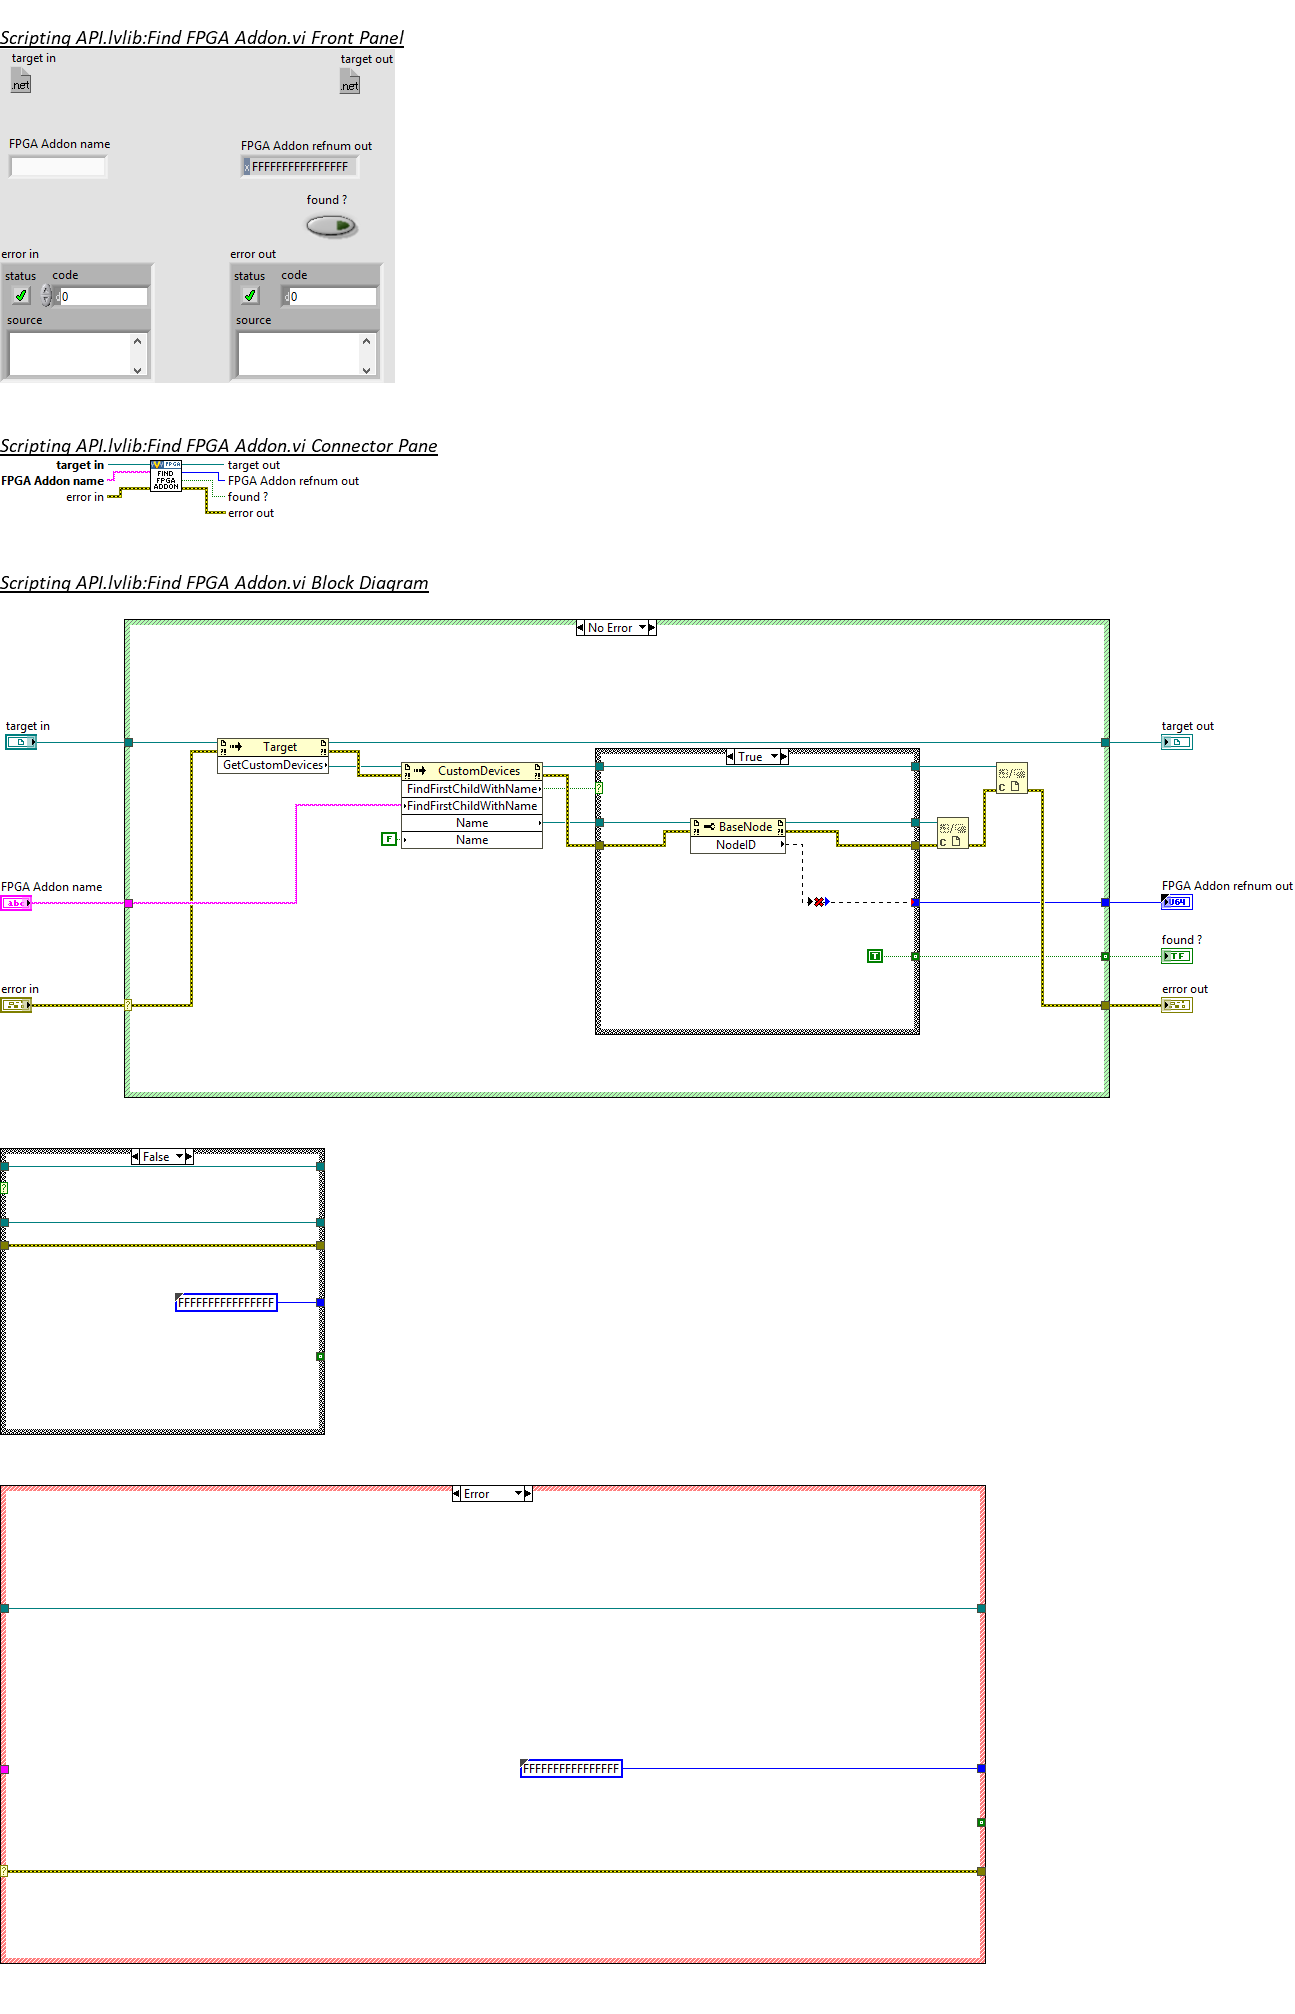 Scripting API.lvlib:Find FPGA Addon.vi Front Panel
target in
target out
.net
.net
FPGA Addon name
FPGA Addon refnum out
x FFFFFFFFFFFFFFFF
found ?
error in
error out
status code
status code
d 0
d 0
source
source
Scripting API.lvlib:Find FPGA Addon.vi Connector Pane
target in
FPGA
target out
FPGA Addon name
FIND
FPGA
ADDON
FPGA Addon refnum out
error in
found ?
error out
Scripting API.lvlib:Find FPGA Addon.vi Block Diagram
No Error
target in
target out
Target
GetCustomDevices
True
CustomDevices
FindFirstChildWithName
FindFirstChildWithName
Name
F
Name
BaseNode
NodeID
C
C
FPGA Addon name
abc
FPGA Addon refnum out
U64
found ?
T
TF
error in
?
?
error out
False
?
FFFFFFFFFFFFFFFF
Error
FFFFFFFFFFFFFFFF
?